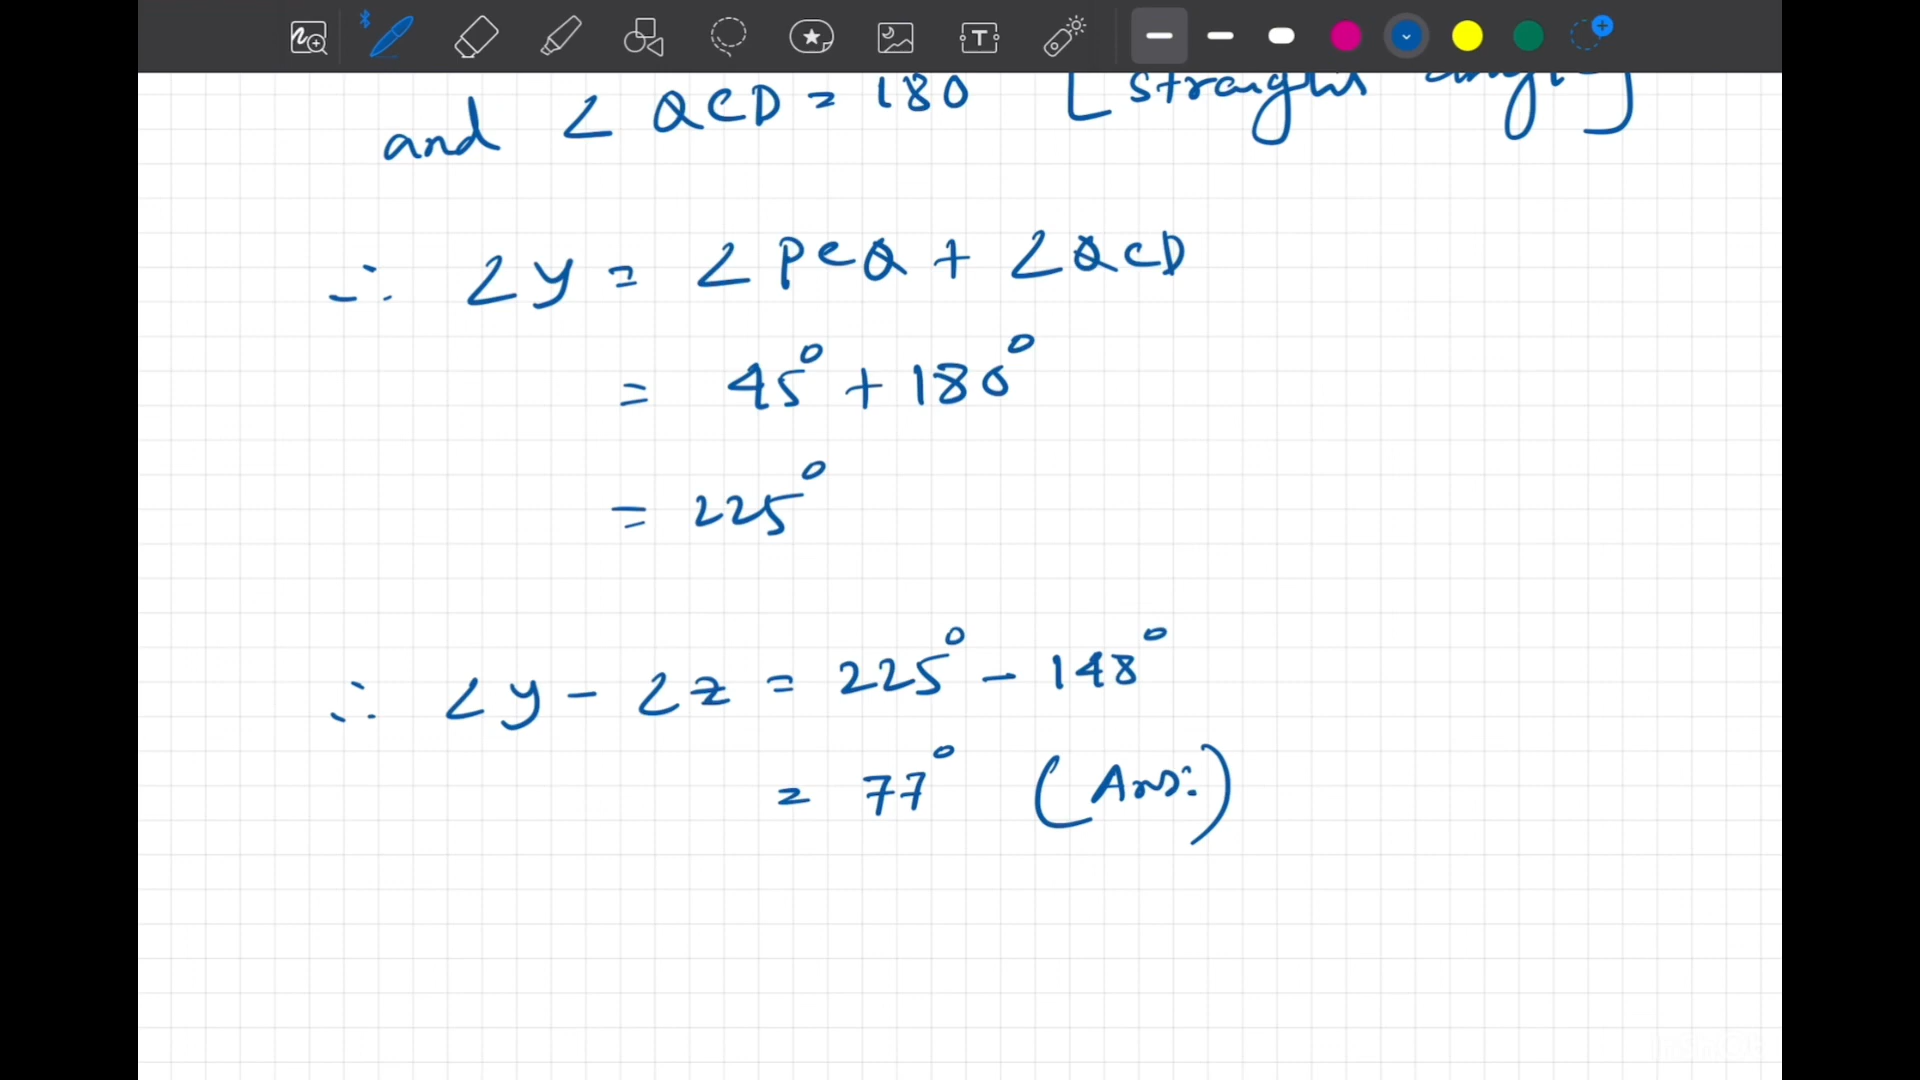 and ∠ QCD = 180 [straight angle]
∴ ∠y = ∠PCQ + ∠QCD
= 45° + 180°
= 225°
∴ ∠y - ∠z = 225° - 148°
= 77° (Ans:)